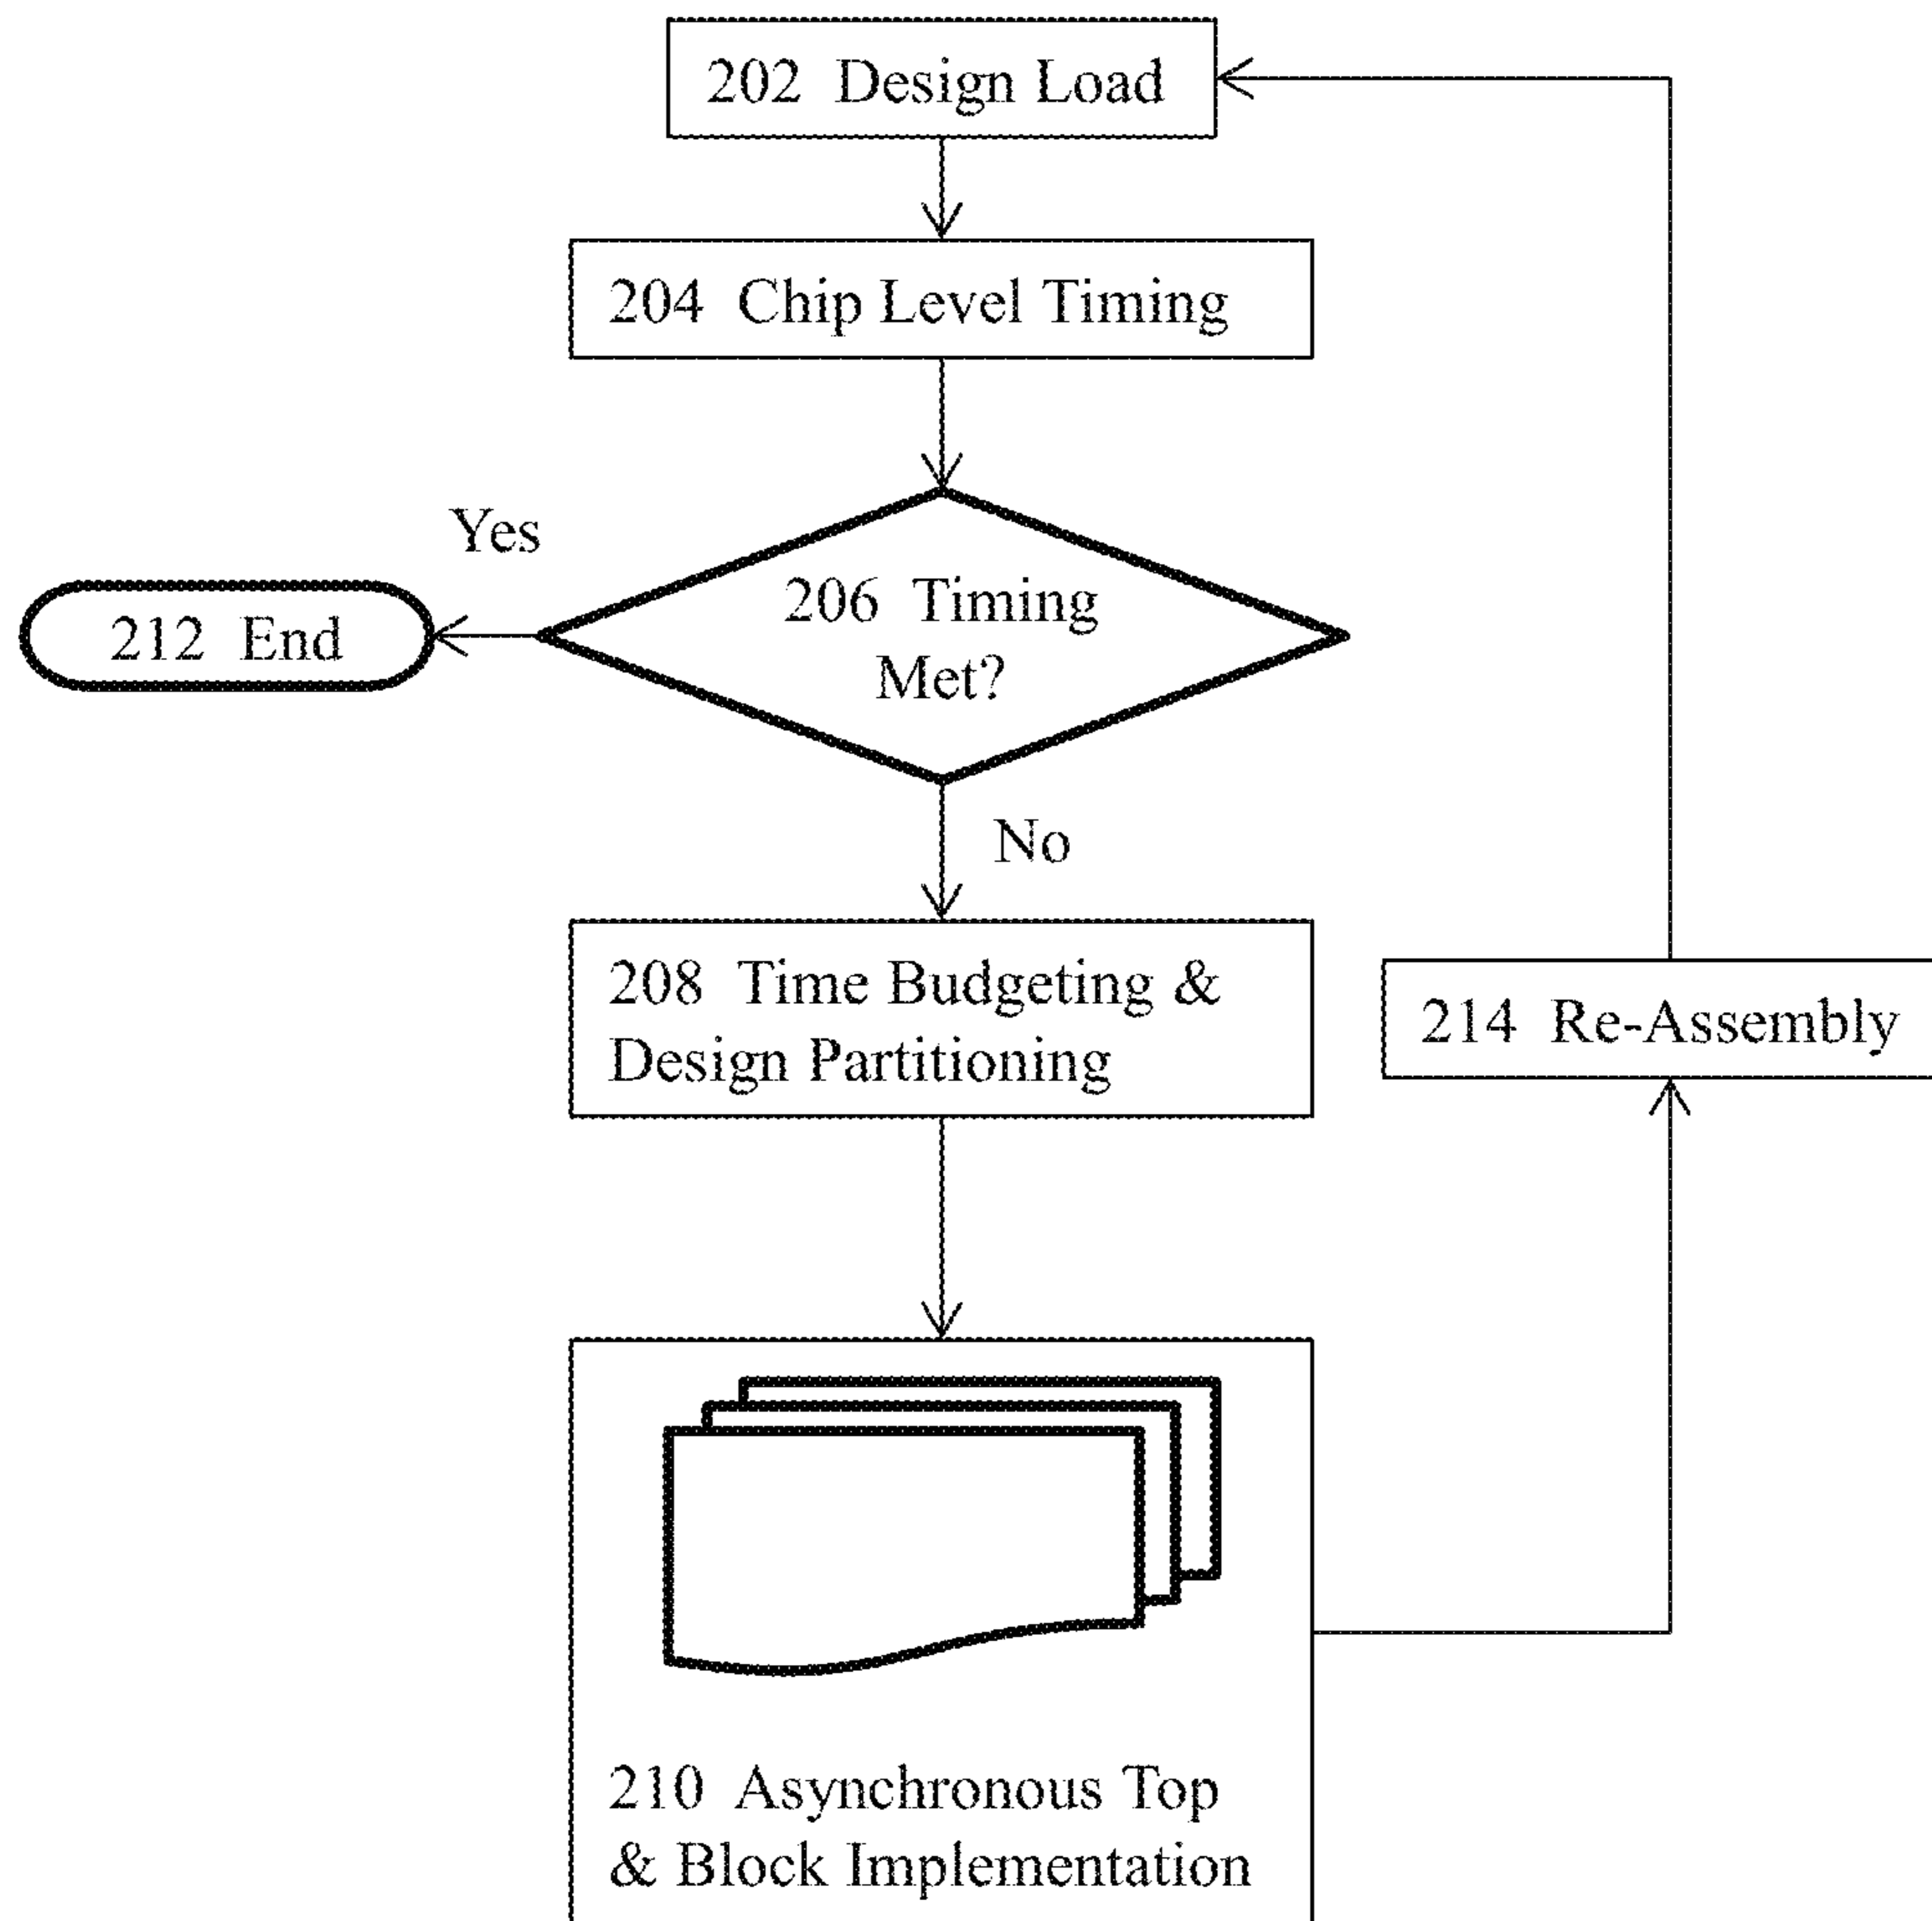 202 Design Load
204 Chip Level Timing
Yes
206 Timing
Met?
212 End
No
208 Time Budgeting &
Design Partitioning
214 Re-Assembly
210 Asynchronous Top
& Block Implementation